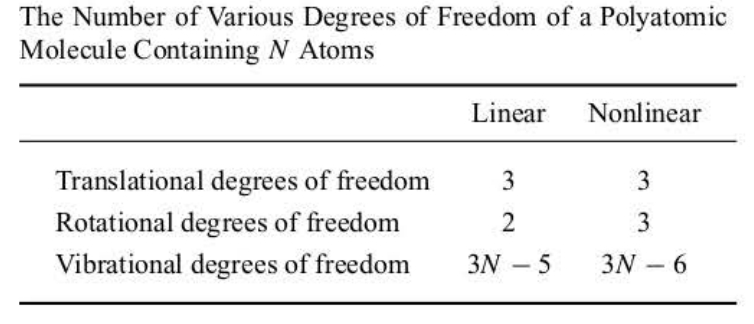 The Number of Various Degrees of Freedom of a Polyatomic
Molecule Containing N Atoms
Linear Nonlinear
Translational degrees of freedom 3 3
Rotational degrees of freedom 2 3
Vibrational degrees of freedom 3N − 5 3N − 6